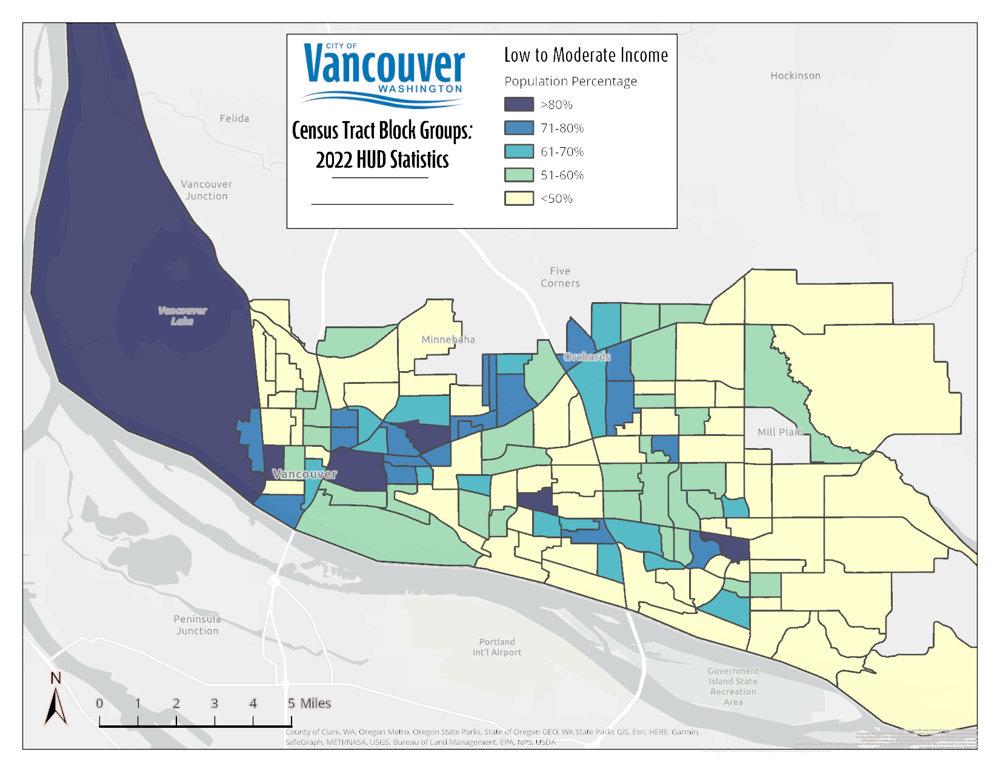 CITY OF
Vancouver
WASHINGTON
Census Tract Block Groups:
2022 HUD Statistics
Low to Moderate Income
Population Percentage
>80%
71-80%
61-70%
51-60%
<50%
Hockinson
Felida
Vancouver
Junction
Five
Corners
Vancouver
Lake
Minnehaha
Orchards
Mill Plain
Vancouver
Peninsula
Junction
Portland
Int'l Airport
Government
Island State
Recreation
Area
N
0 1 2 3 4 5 Miles
County of Clark, WA, Oregon Metro, Oregon State Parks, State of Oregon GEO, WA State Parks GIS, Esri, HERE, Garmin,
SafeGraph, METI/NASA, USGS, Bureau of Land Management, EPA, NPS, USDA